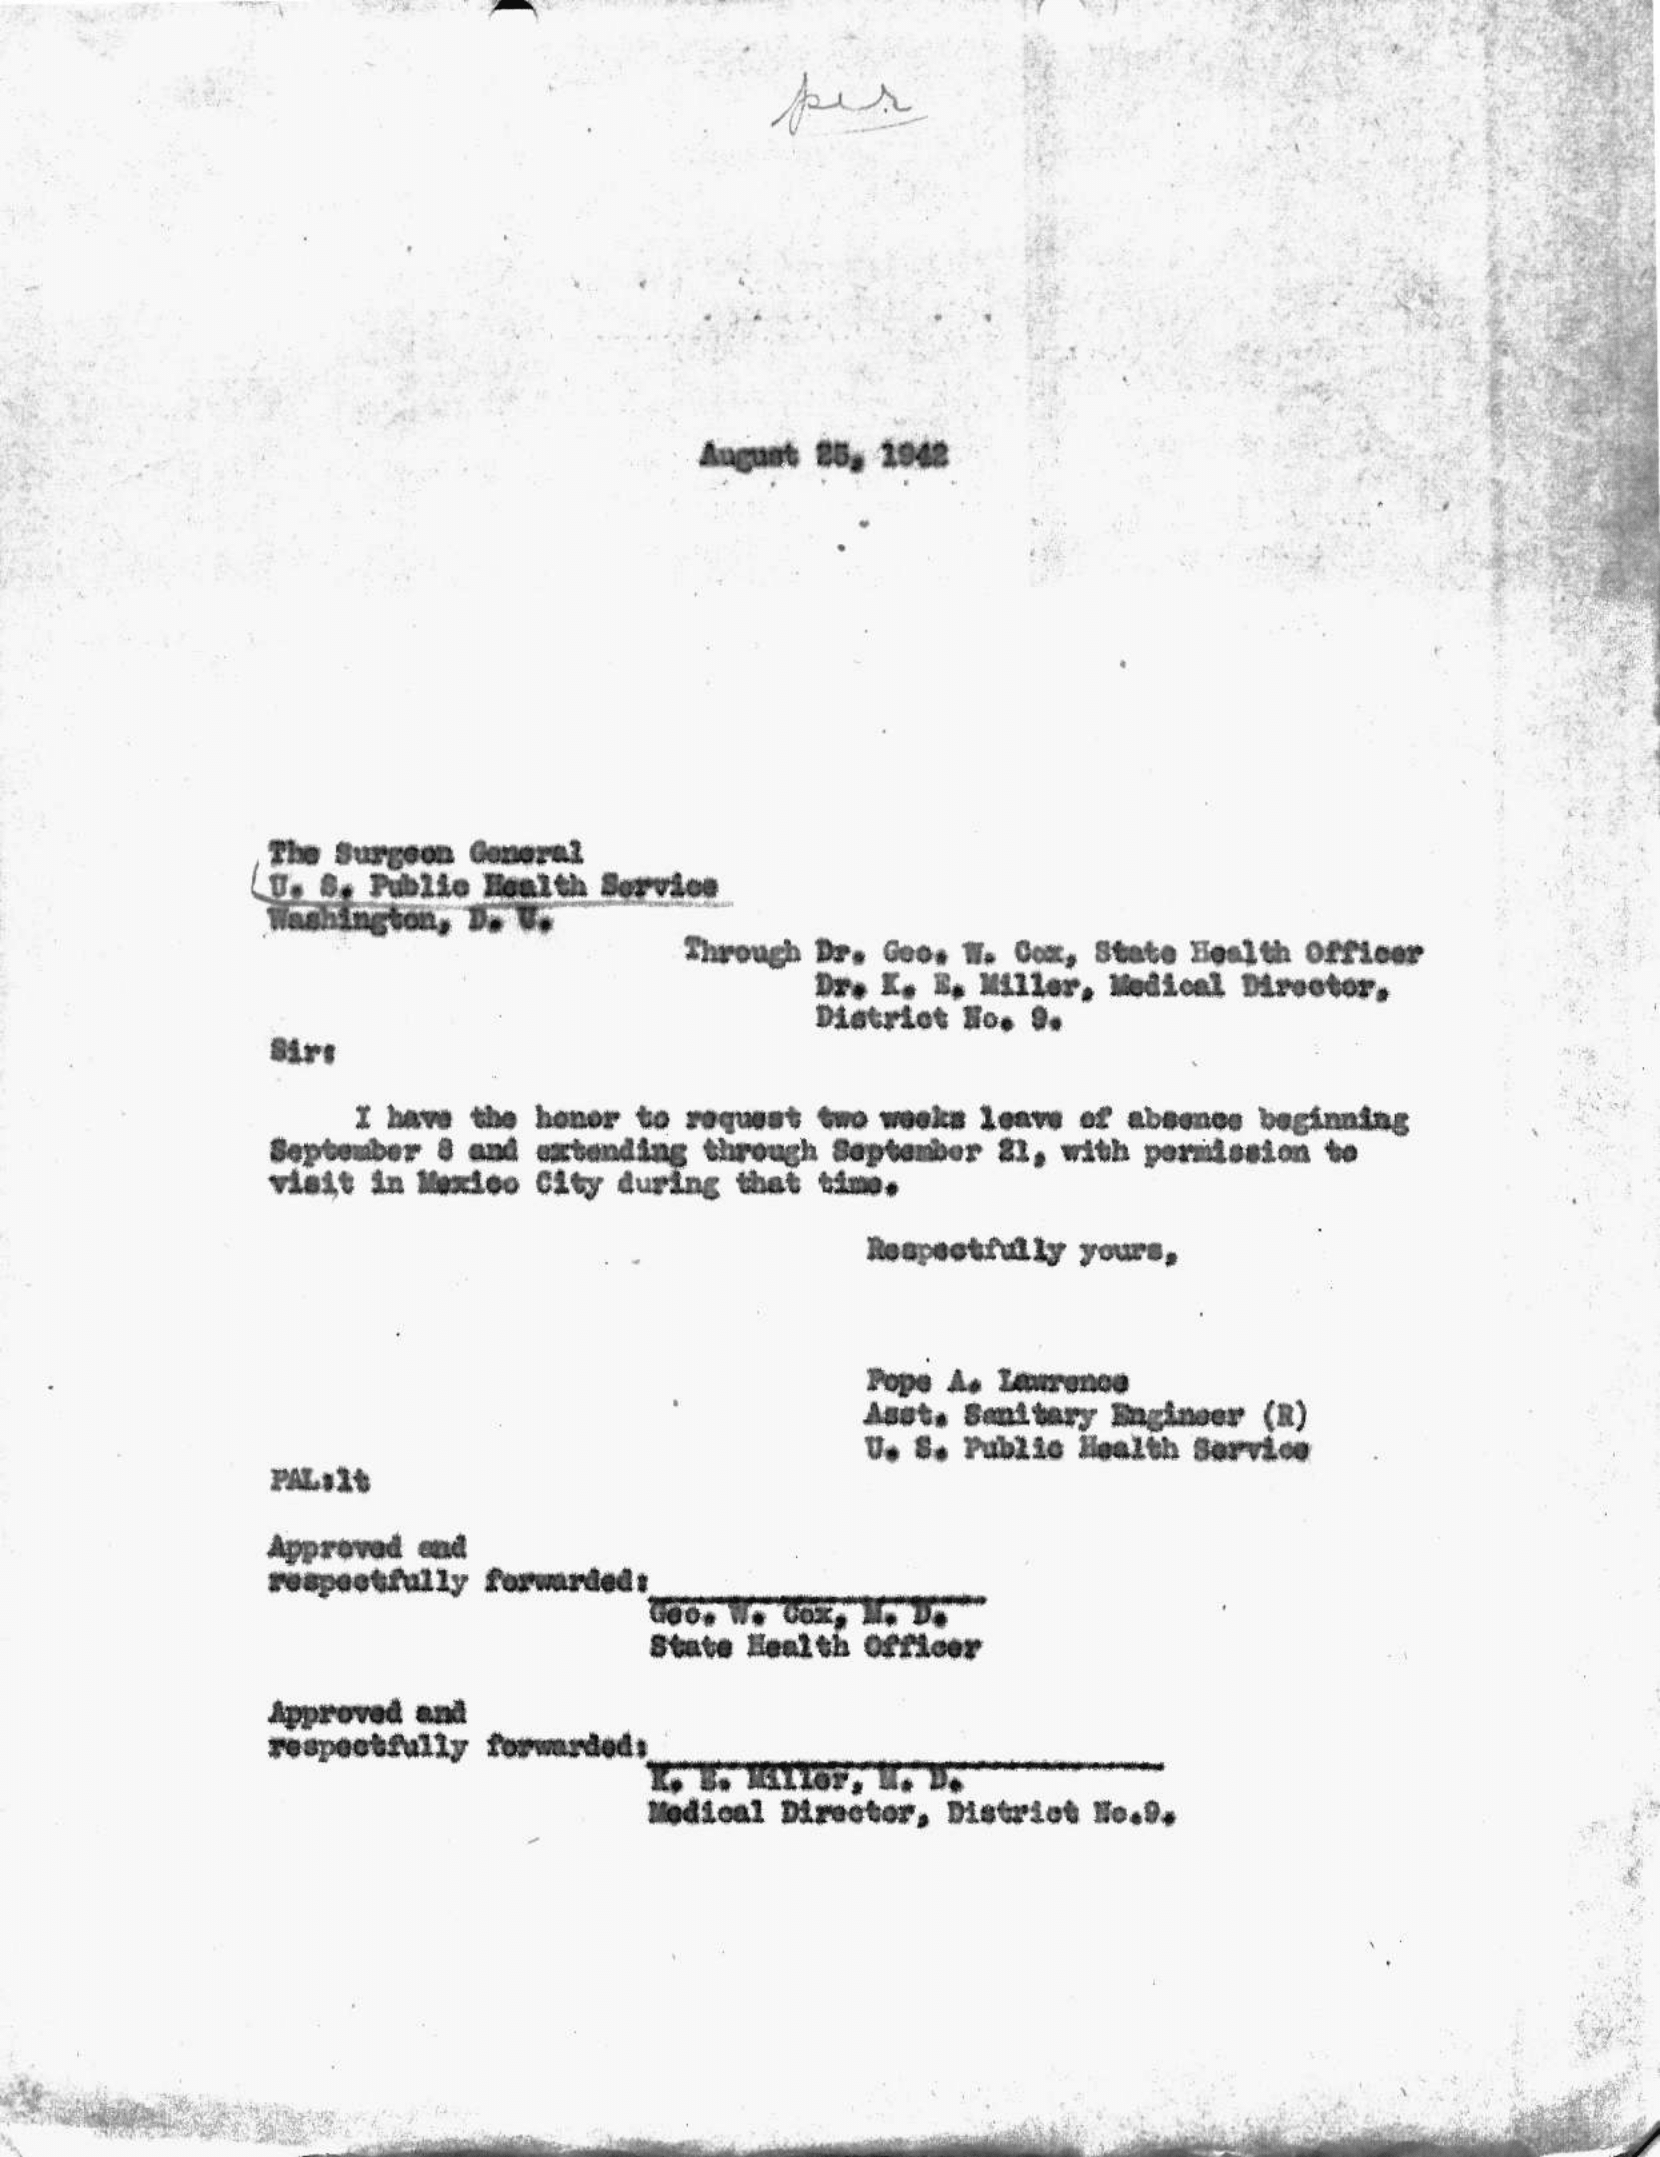 per
August 25, 1942
The Surgeon General
U. S. Public Health Service
Washington, D. C.
Through Dr. Geo. W. Cox, State Health Officer
Dr. K. E. Miller, Medical Director,
District No. 9.
Sir:
I have the honor to request two weeks leave of absence beginning
September 8 and extending through September 21, with permission to
visit in Mexico City during that time.
Respectfully yours,
Pope A. Lawrence
Asst. Sanitary Engineer (R)
U. S. Public Health Service
PAL:lt
Approved and
respectfully forwarded:
Geo. W. Cox, M. D.
State Health Officer
Approved and
respectfully forwarded:
K. E. Miller, M. D.
Medical Director, District No.9.